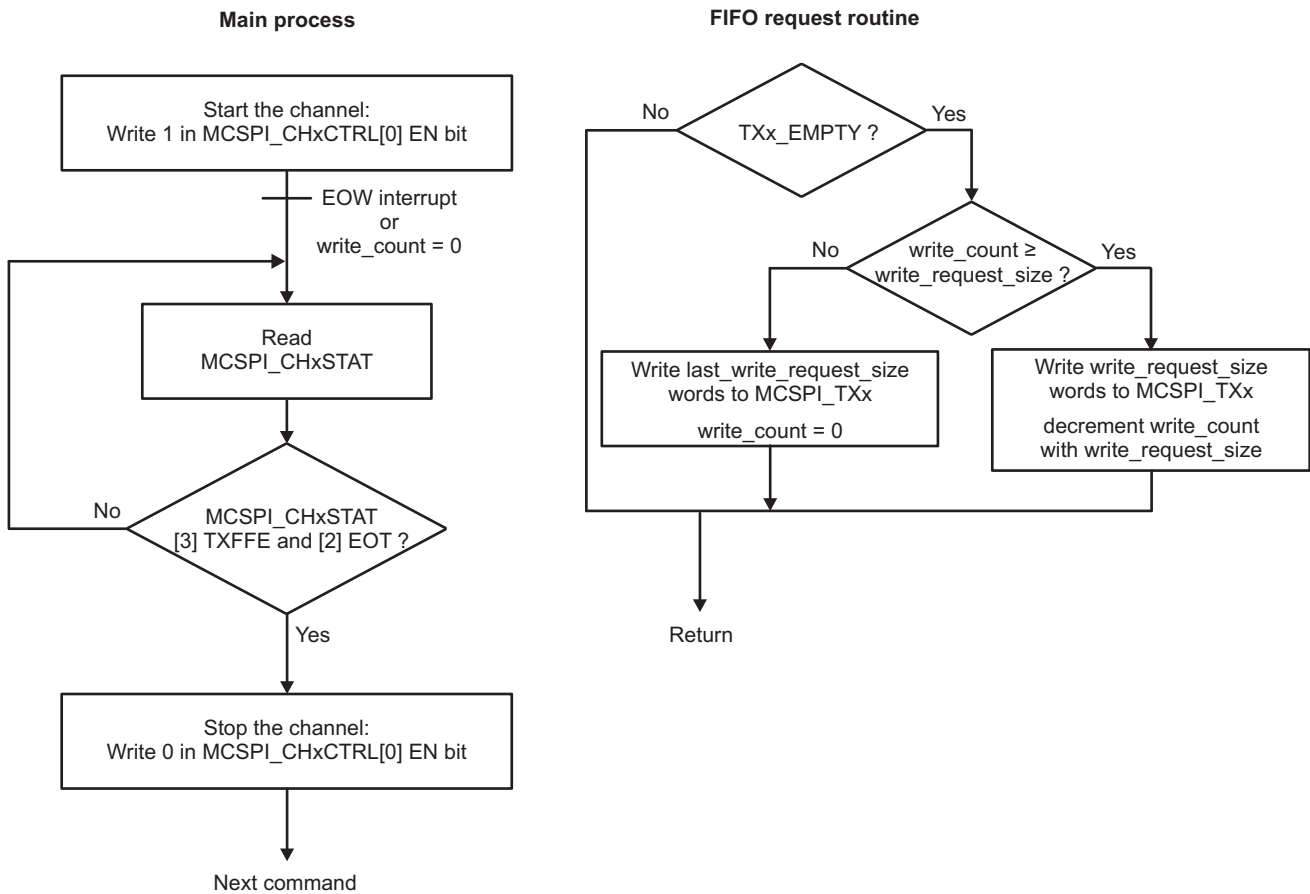 Main process
Start the channel:
Write 1 in MCSPI_CHxCTRL[0] EN bit
EOW interrupt
or
write_count = 0
Read
MCSPI_CHxSTAT
No
MCSPI_CHxSTAT
[3] TXFFE and [2] EOT ?
Yes
Stop the channel:
Write 0 in MCSPI_CHxCTRL[0] EN bit
Next command
FIFO request routine
No
TXx_EMPTY ?
Yes
No
write_count ≥
write_request_size ?
Yes
Write last_write_request_size
words to MCSPI_TXx
write_count = 0
Write write_request_size
words to MCSPI_TXx
decrement write_count
with write_request_size
Return